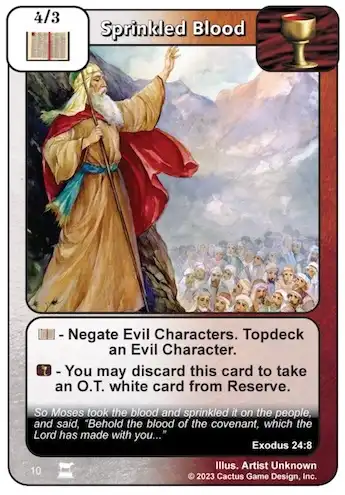 4/3
Sprinkled Blood
- Negate Evil Characters. Topdeck
an Evil Character.
- You may discard this card to take
an O.T. white card from Reserve.
So Moses took the blood and sprinkled it on the people,
and said, “Behold the blood of the covenant, which the
Lord has made with you...”
Exodus 24:8
Illus. Artist Unknown
10
© 2023 Cactus Game Design, Inc.